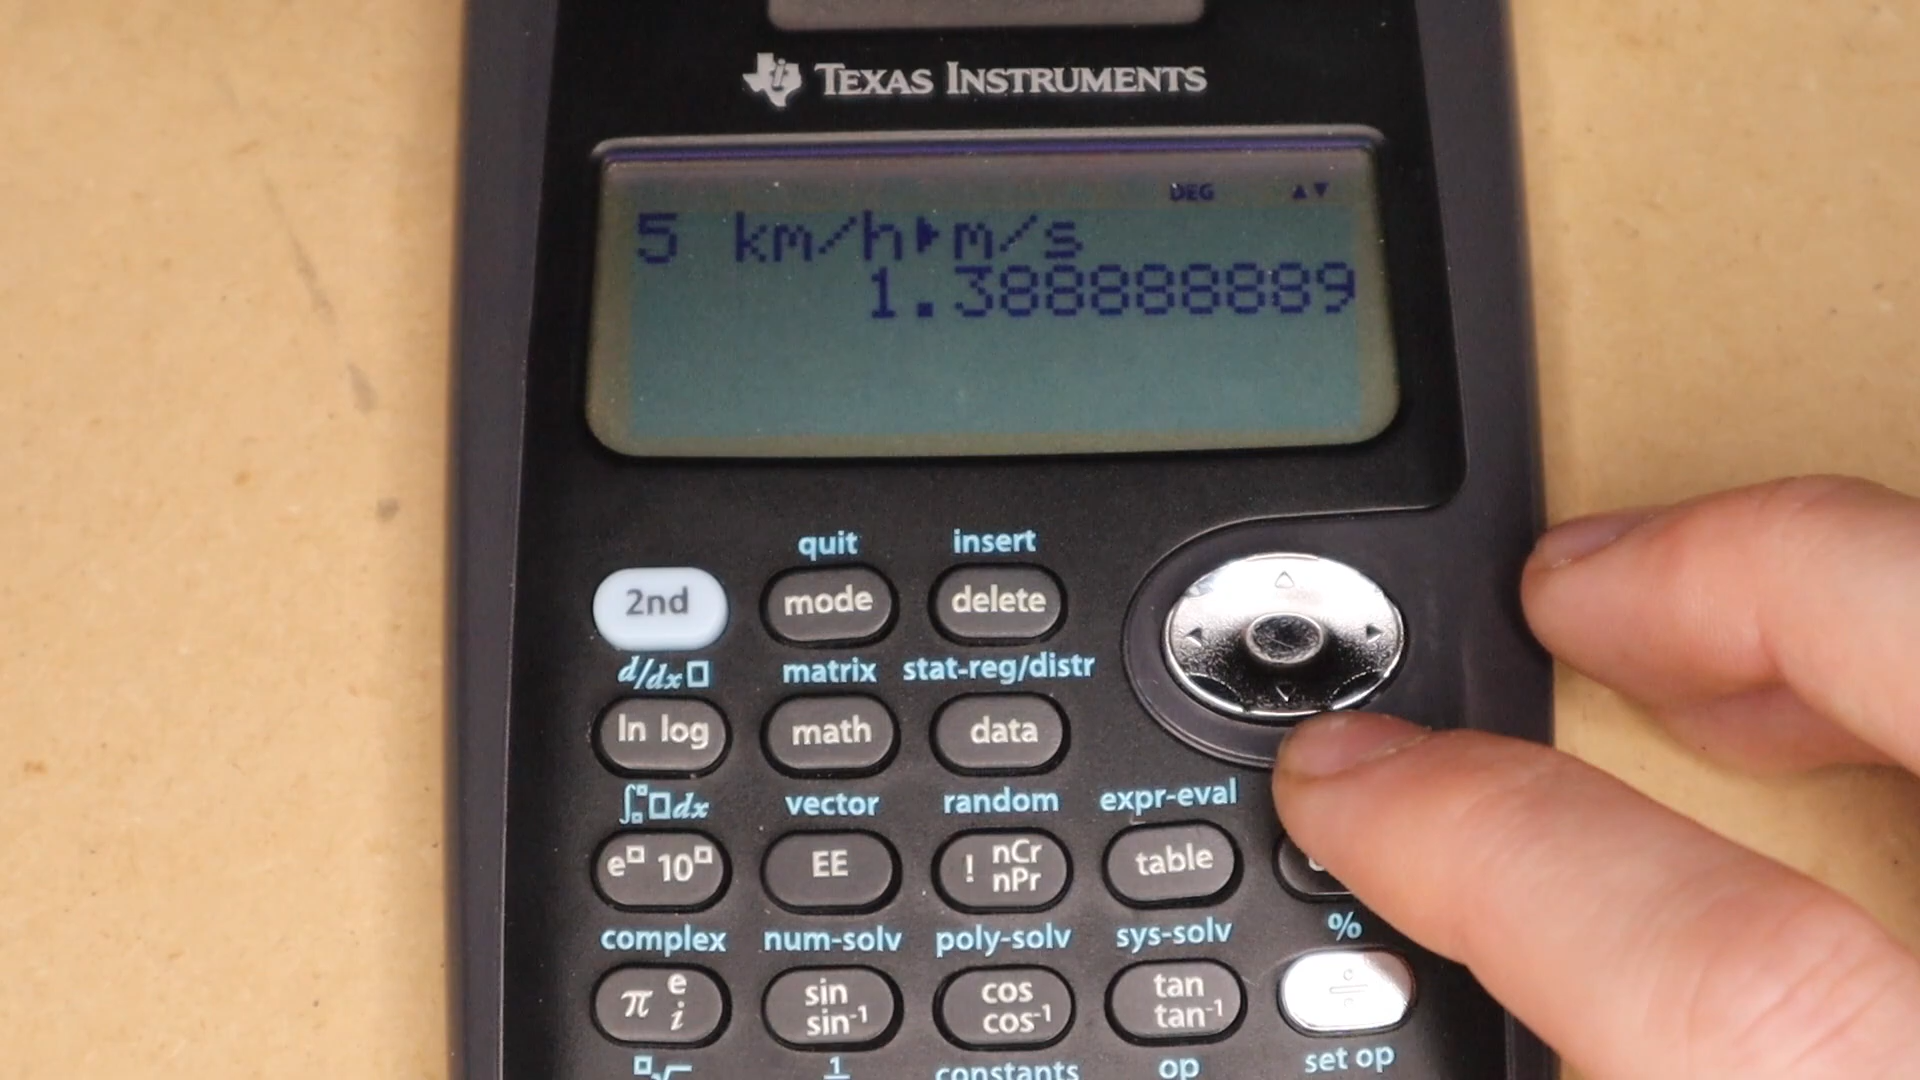 TEXAS INSTRUMENTS
DEG ▲▼
5 km/h▶m/s
1.388888889
quit insert
2nd mode delete
d/dx□ matrix stat-reg/distr
ln log math data
∫□dx vector random expr-eval
e□ 10□ EE ! nCr nPr table
complex num-solv poly-solv sys-solv %
π e i sin sin-1 cos cos-1 tan tan-1
□√ 1 constants op set op